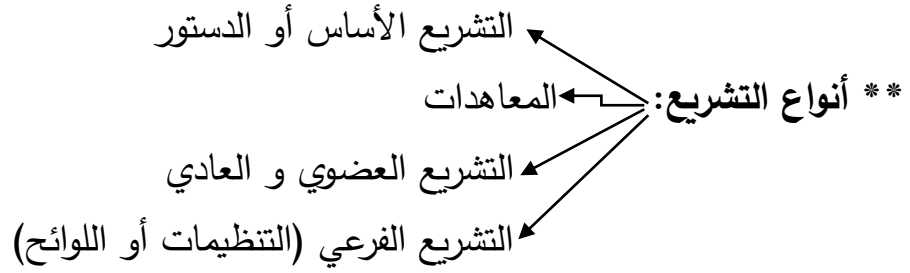 التشريع الأساس أو الدستور
** أنواع التشريع: المعاهدات
التشريع العضوي و العادي
التشريع الفرعي (التنظيمات أو اللوائح)